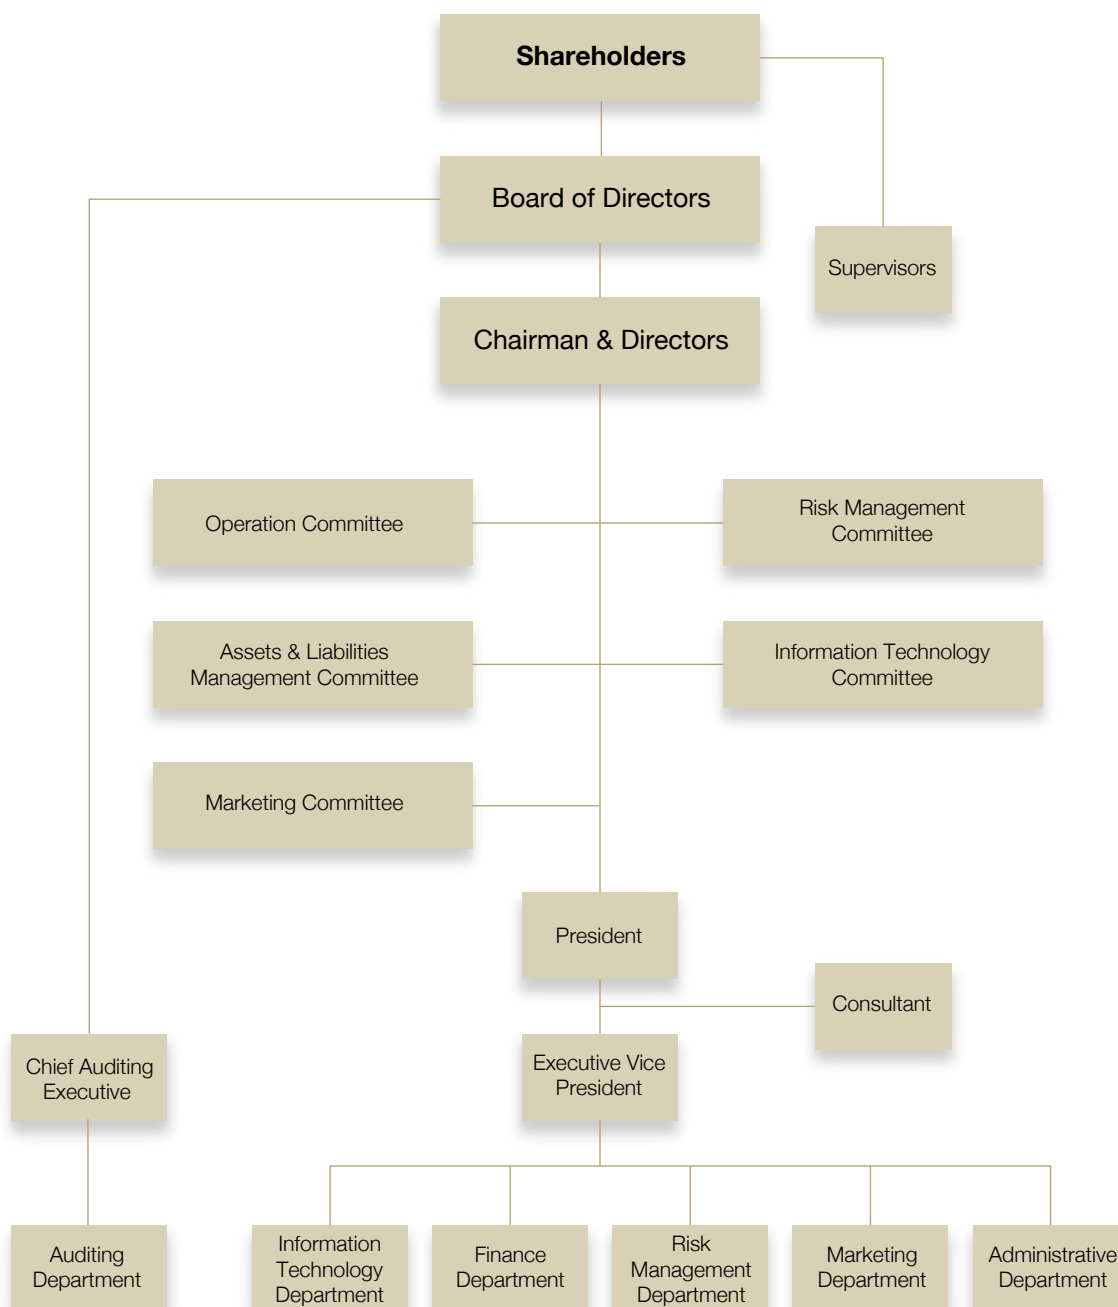 Shareholders
Board of Directors
Supervisors
Chairman & Directors
Operation Committee
Risk Management
Committee
Assets & Liabilities
Management Committee
Information Technology
Committee
Marketing Committee
President
Consultant
Chief Auditing
Executive
Executive Vice
President
Auditing
Department
Information
Technology
Department
Finance
Department
Risk
Management
Department
Marketing
Department
Administrative
Department